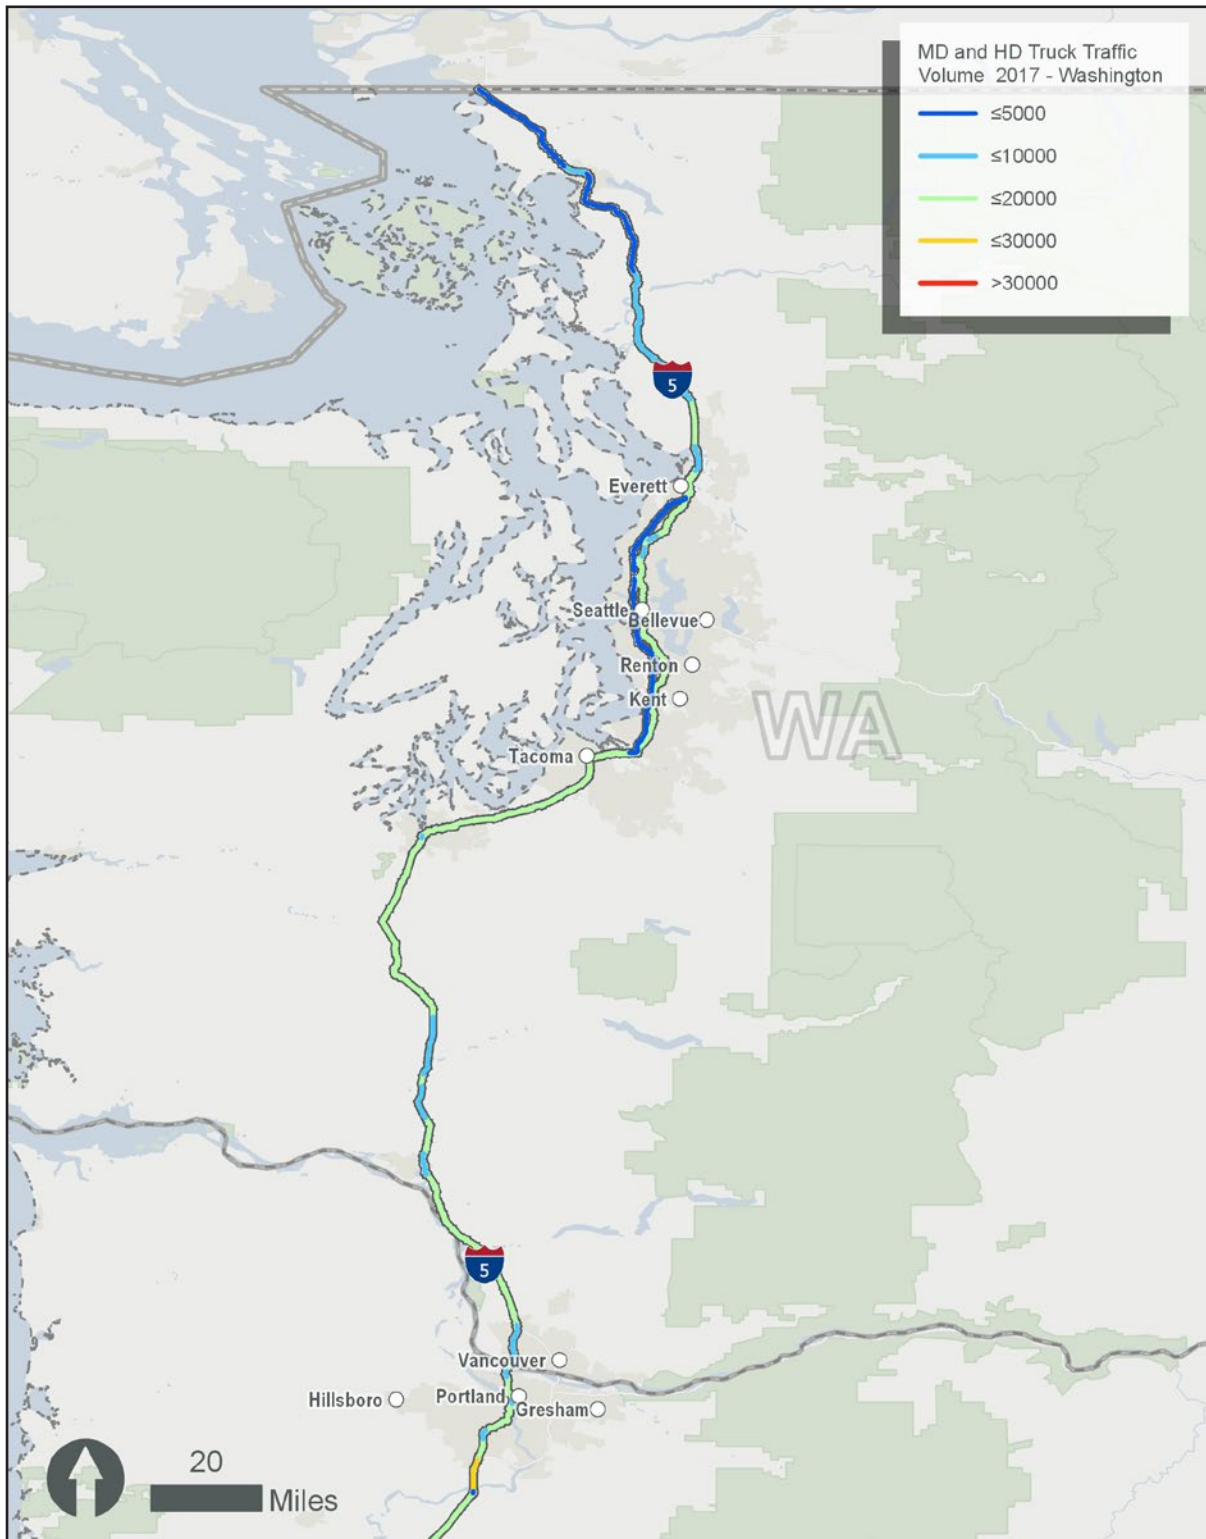 MD and HD Truck Traffic
Volume 2017 - Washington
≤5000
≤10000
≤20000
≤30000
>30000
5
Everett
Seattle
Bellevue
Renton
Kent
WA
Tacoma
5
Vancouver
Hillsboro
Portland
Gresham
20
Miles